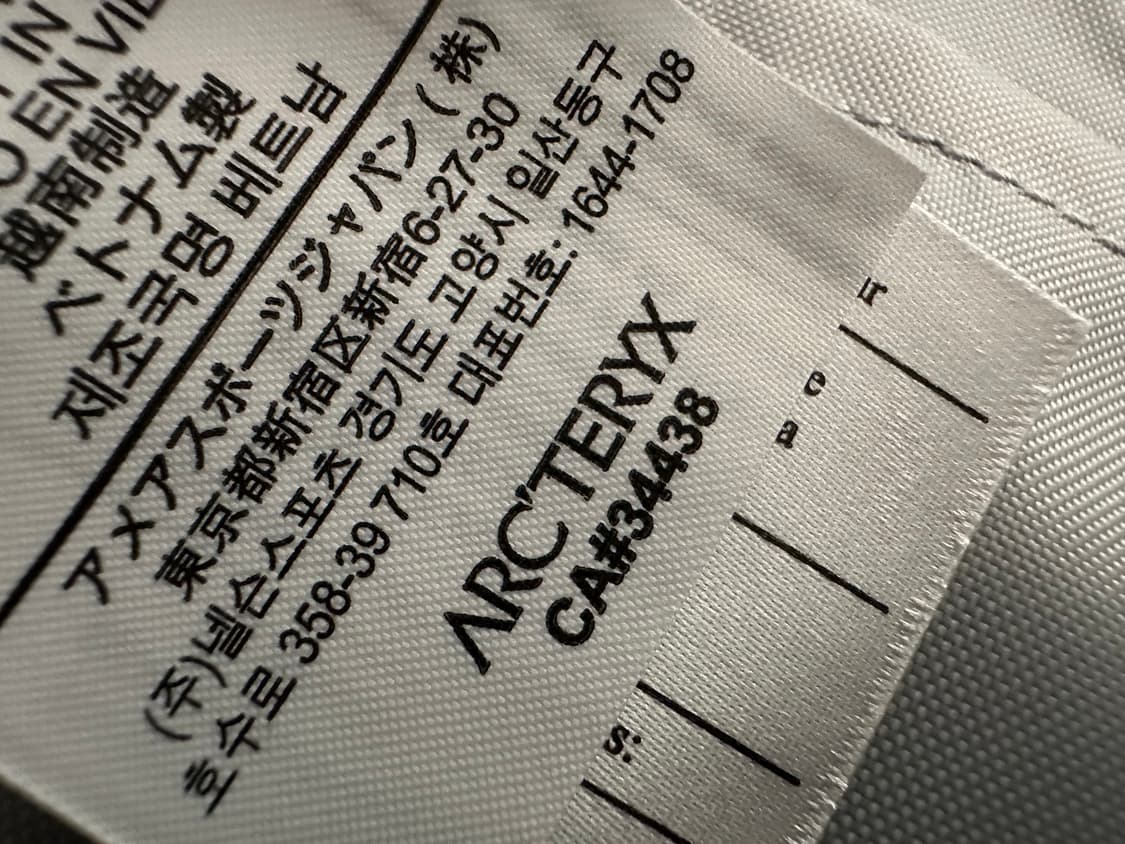 IN
O EN VIE
越南制造
ベトナム製
제조국명 베트남
アメアスポーツジャパン (株)
東京都新宿区新宿6-27-30
(주)넬슨스포츠 경기도 고양시 일산동구
호수로 358-39 710호 대표번호: 1644-1708
ARC'TERYX
CA#34438